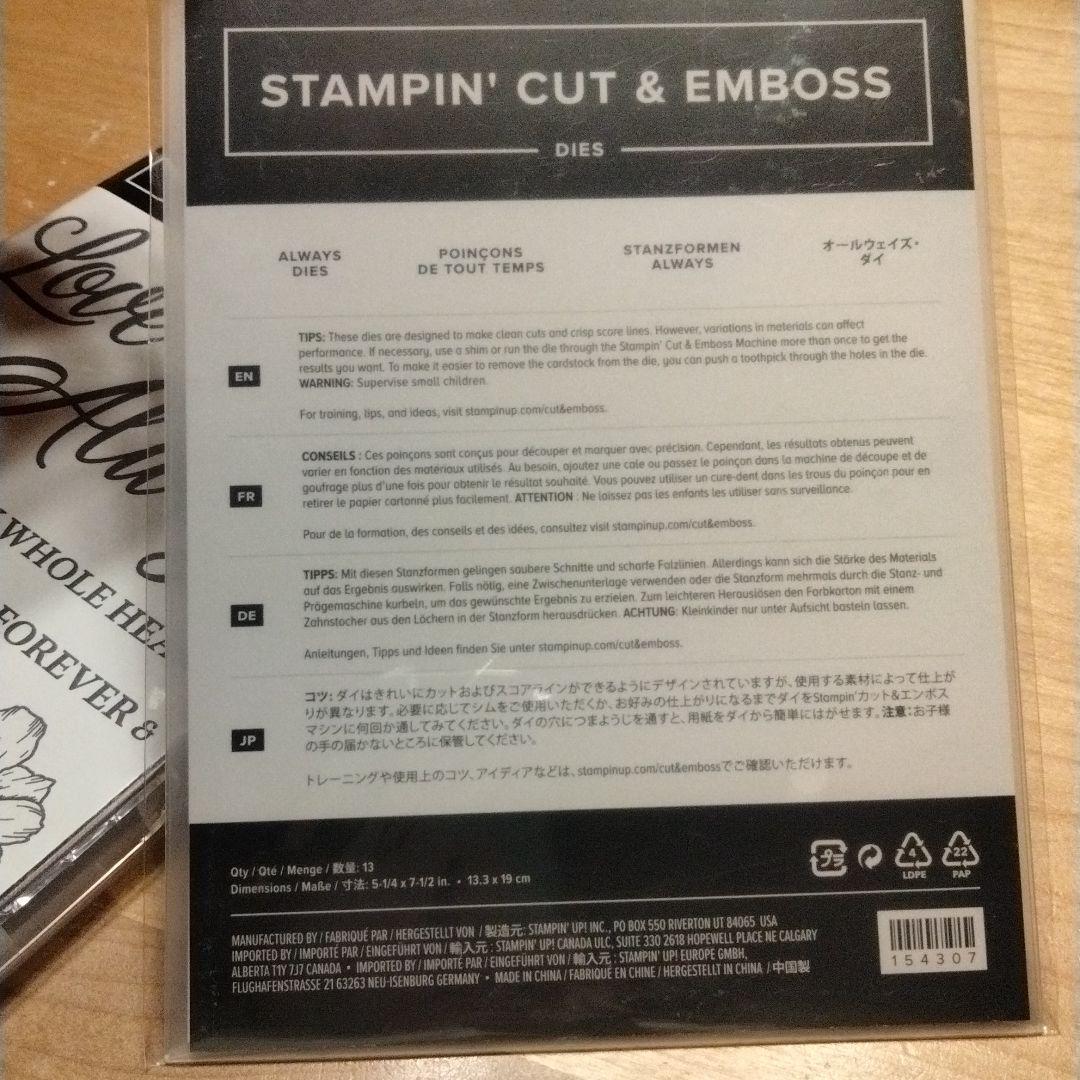 STAMPIN' CUT & EMBOSS
DIES
ALWAYS
DIES
POINÇONS
DE TOUT TEMPS
STANZFORMEN
ALWAYS
オールウェイズ・
ダイ
EN
TIPS: These dies are designed to make clean cuts and crisp score lines. However, variations in materials can affect
performance. If necessary, use a shim or run the die through the Stampin' Cut & Emboss Machine more than once to get the
results you want. To make it easier to remove the cardstock from the die, you can push a toothpick through the holes in the die.
WARNING: Supervise small children.
For training, tips, and ideas, visit stampinup.com/cut&emboss.
FR
CONSEILS : Ces poinçons sont conçus pour découper et marquer avec précision. Cependant, les résultats obtenus peuvent
varier en fonction des matériaux utilisés. Au besoin, ajoutez une cale ou passez le poinçon dans la machine de découpe et de
gaufrage plus d'une fois pour obtenir le résultat souhaité. Vous pouvez utiliser un cure-dent dans les trous du poinçon pour en
retirer le papier cartonné plus facilement. ATTENTION : Ne laissez pas les enfants les utiliser sans surveillance.
Pour de la formation, des conseils et des idées, consultez visit stampinup.com/cut&emboss.
DE
TIPPS: Mit diesen Stanzformen gelingen saubere Schnitte und scharfe Falzlinien. Allerdings kann sich die Stärke des Materials
auf das Ergebnis auswirken. Falls nötig, eine Zwischenunterlage verwenden oder die Stanzform mehrmals durch die Stanz- und
Prägemaschine kurbeln, um das gewünschte Ergebnis zu erzielen. Zum leichteren Herauslösen den Farbkarton mit einem
Zahnstocher aus den Löchern in der Stanzform herausdrücken. ACHTUNG: Kleinkinder nur unter Aufsicht basteln lassen.
Anleitungen, Tipps und Ideen finden Sie unter stampinup.com/cut&emboss.
JP
コツ: ダイはきれいにカットおよびスコアラインができるようにデザインされていますが、使用する素材によって仕上が
りが異なります。必要に応じてシムをご使用いただくか、お好みの仕上がりになるまでダイをStampin'カット&エンボス
マシンに何回か通してみてください。ダイの穴につまようじを通すと、用紙をダイから簡単にはがせます。注意: お子様
の手の届かないところに保管してください。
トレーニングや使用上のコツ、アイディアなどは、stampinup.com/cut&embossでご確認いただけます。
Qty / Qté / Menge / 数量: 13
Dimensions / Maße / 寸法: 5-1/4 x 7-1/2 in. • 13.3 x 19 cm
プラ
4
LDPE
22
PAP
MANUFACTURED BY / FABRIQUÉ PAR / HERGESTELLT VON / 製造元: STAMPIN' UP! INC., PO BOX 550 RIVERTON UT 84065 USA
IMPORTED BY / IMPORTÉ PAR / EINGEFÜHRT VON / 輸入元 : STAMPIN' UP! CANADA ULC, SUITE 330 2618 HOPEWELL PLACE NE CALGARY
ALBERTA T1Y 7J7 CANADA • IMPORTED BY / IMPORTÉ PAR / EINGEFÜHRT VON / 輸入元: STAMPIN' UP! EUROPE GMBH,
FLUGHAFENSTRASSE 21 63263 NEU-ISENBURG GERMANY • MADE IN CHINA / FABRIQUÉ EN CHINE / HERGESTELLT IN CHINA / 中国製
154307
Love
WHOLE
FOREVER &